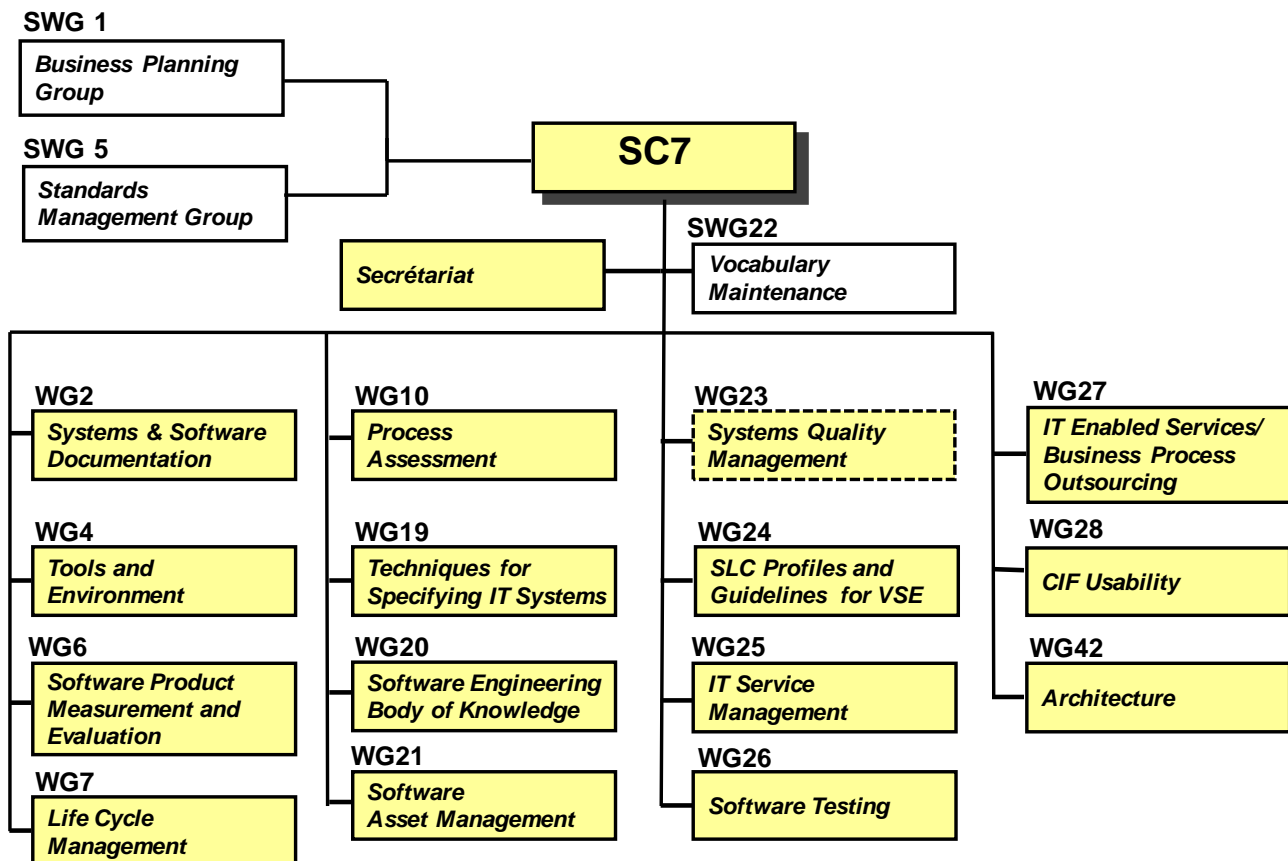 SWG 1
Business Planning
Group
SWG 5
Standards
Management Group
SC7
Secrétariat
SWG22
Vocabulary
Maintenance
WG2
Systems & Software
Documentation
WG4
Tools and
Environment
WG6
Software Product
Measurement and
Evaluation
WG7
Life Cycle
Management
WG10
Process
Assessment
WG19
Techniques for
Specifying IT Systems
WG20
Software Engineering
Body of Knowledge
WG21
Software
Asset Management
WG23
Systems Quality
Management
WG24
SLC Profiles and
Guidelines for VSE
WG25
IT Service
Management
WG26
Software Testing
WG27
IT Enabled Services/
Business Process
Outsourcing
WG28
CIF Usability
WG42
Architecture